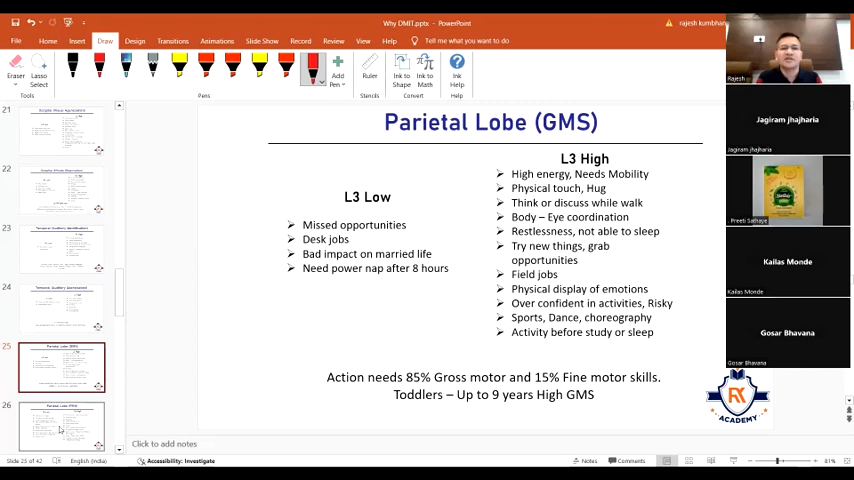 Why DMIT.pptx - PowerPoint
rajesh kumbhar
File Home Insert Draw Design Transitions Animations Slide Show Record Review View Help Tell me what you want to do
Eraser
Lasso
Select
Add
Pen
Ruler
Ink to
Shape
Ink to
Math
Ink
Help
Tools
Pens
Stencils
Convert
Help
21
22
23
24
25
26
Parietal Lobe (GMS)
L3 Low
Missed opportunities
Desk jobs
Bad impact on married life
Need power nap after 8 hours
L3 High
High energy, Needs Mobility
Physical touch, Hug
Think or discuss while walk
Body – Eye coordination
Restlessness, not able to sleep
Try new things, grab
opportunities
Field jobs
Physical display of emotions
Over confident in activities, Risky
Sports, Dance, choreography
Activity before study or sleep
Action needs 85% Gross motor and 15% Fine motor skills.
Toddlers – Up to 9 years High GMS
RK
ACADEMY
Rajesh
Jagiram jhajharia
Jagiram jhajharia
Preeti Sathaye
Kailas Monde
Kailas Monde
Gosar Bhavana
Gosar Bhavana
Click to add notes
Slide 25 of 42 English (India) Accessibility: Investigate Notes Comments 81%